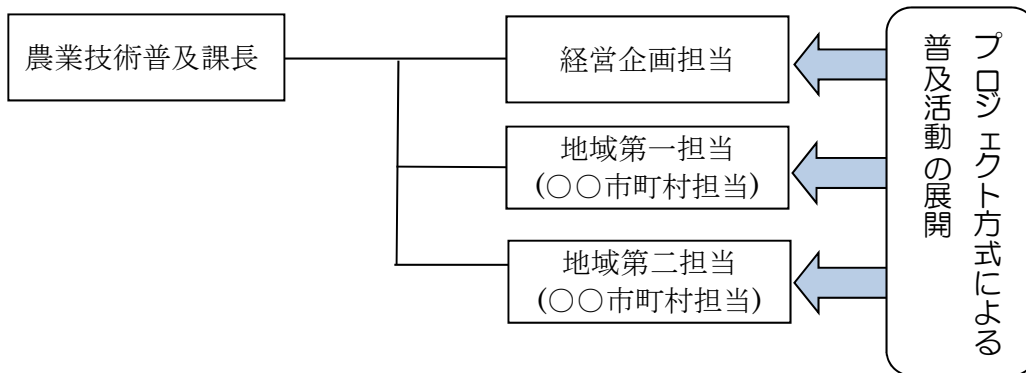 農業技術普及課長
経営企画担当
地域第一担当
(○○市町村担当)
地域第二担当
(○○市町村担当)
プロジェクト方式による
普及活動の展開